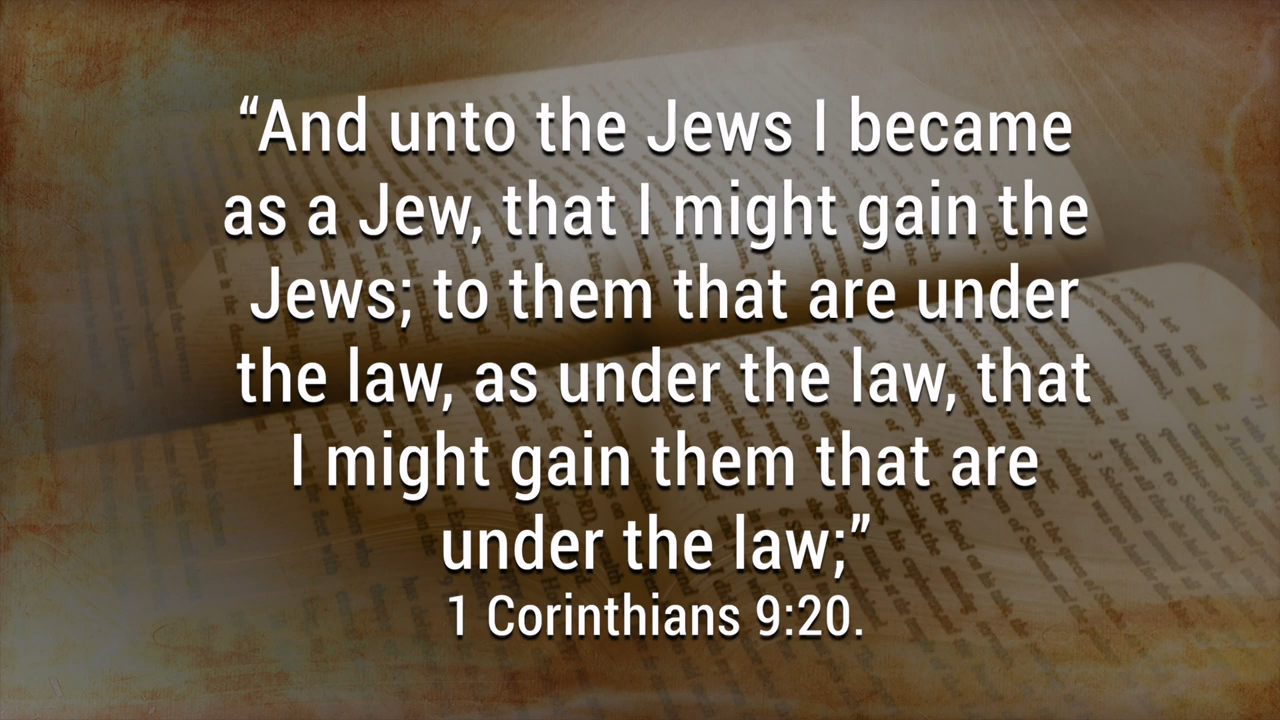 “And unto the Jews I became
as a Jew, that I might gain the
Jews; to them that are under
the law, as under the law, that
I might gain them that are
under the law;”
1 Corinthians 9:20.